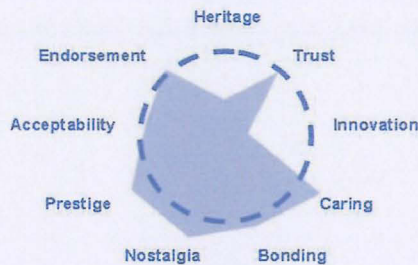 Heritage
Endorsement Trust
Acceptability Innovation
Prestige Caring
Nostalgia Bonding